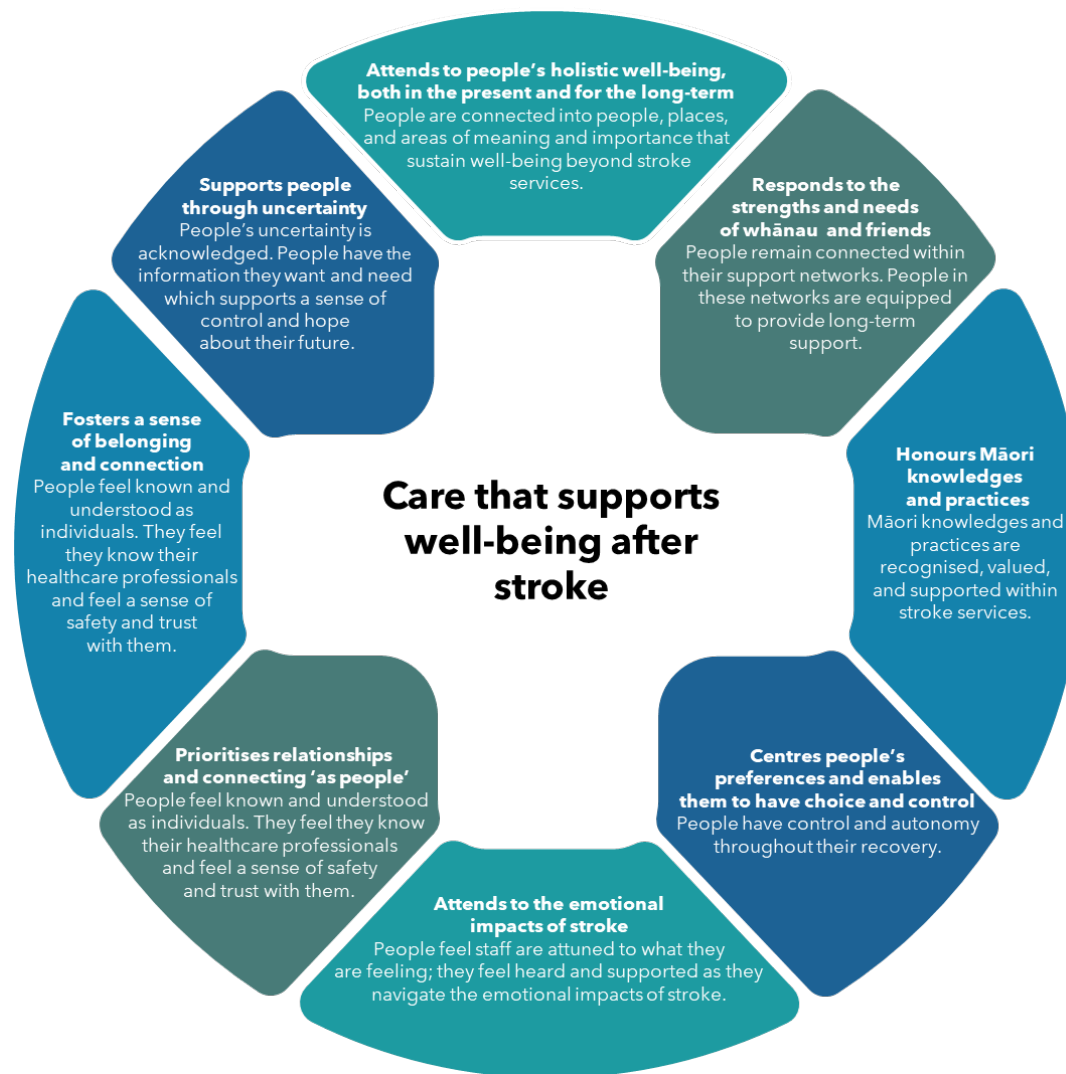 Attends to people's holistic well-being,
both in the present and for the long-term
People are connected into people, places,
and areas of meaning and importance that
sustain well-being beyond stroke
services.
Responds to the
strengths and needs
of whānau and friends
People remain connected within
their support networks. People in
these networks are equipped
to provide long-term
support.
Honours Māori
knowledges
and practices
Māori knowledges and
practices are
recognised, valued,
and supported within
stroke services.
Centres people's
preferences and enables
them to have choice and control
People have control and autonomy
throughout their recovery.
Attends to the emotional
impacts of stroke
People feel staff are attuned to what they
are feeling; they feel heard and supported as they
navigate the emotional impacts of stroke.
Prioritises relationships
and connecting 'as people'
People feel known and understood
as individuals. They feel they know
their healthcare professionals
and feel a sense of safety
and trust with them.
Fosters a sense
of belonging
and connection
People feel known and
understood as
individuals. They feel
they know their
healthcare professionals
and feel a sense of
safety and trust
with them.
Supports people
through uncertainty
People's uncertainty is
acknowledged. People have the
information they want and need
which supports a sense of
control and hope
about their future.
Care that supports
well-being after
stroke